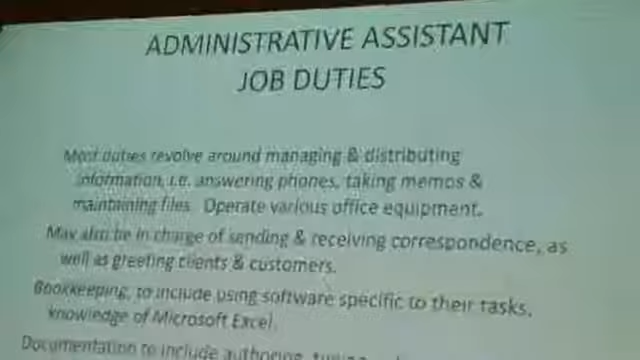 ADMINISTRATIVE ASSISTANT
JOB DUTIES
Most duties revolve around managing & distributing
information, i.e. answering phones, taking memos &
maintaining files. Operate various office equipment.
May also be in charge of sending & receiving correspondence, as
well as greeting clients & customers.
Bookkeeping, to include using software specific to their tasks,
knowledge of Microsoft Excel.
Documentation to include authoring,